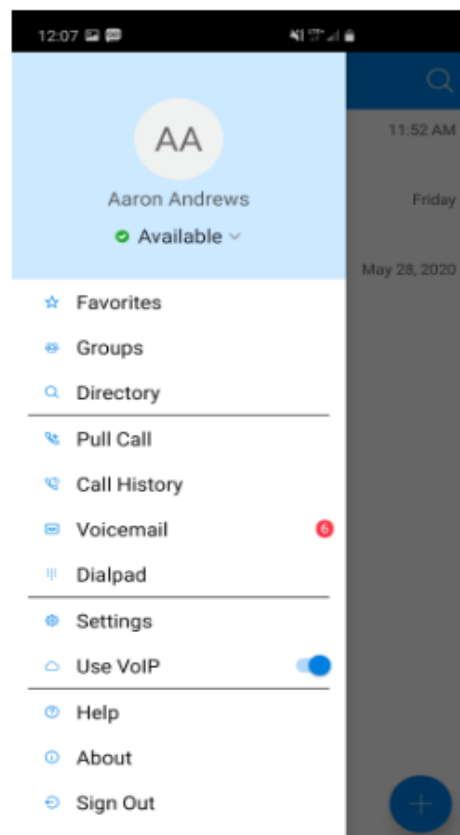 12:07
AA
Aaron Andrews
Available
11:52 AM
Friday
May 28, 2020
Favorites
Groups
Directory
Pull Call
Call History
Voicemail 6
Dialpad
Settings
Use VoIP
Help
About
Sign Out